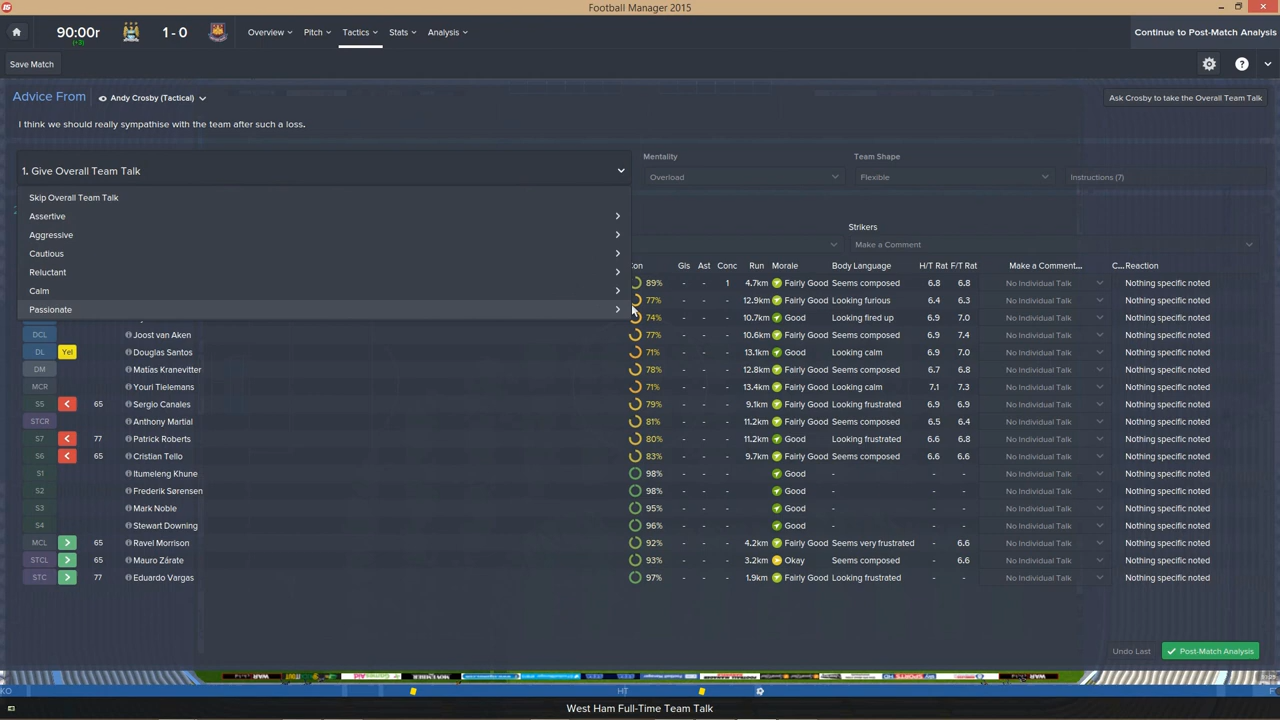 Football Manager 2015
90:00r
(+3)
1 - 0
Overview
Pitch
Tactics
Stats
Analysis
Continue to Post-Match Analysis
Save Match
Advice From
Andy Crosby (Tactical)
Ask Crosby to take the Overall Team Talk
I think we should really sympathise with the team after such a loss.
1. Give Overall Team Talk
Mentality
Team Shape
Overload
Flexible
Instructions (7)
Skip Overall Team Talk
Assertive
Aggressive
Cautious
Reluctant
Calm
Passionate
Strikers
Make a Comment
Con Gls Ast Conc Run Morale Body Language H/T Rat F/T Rat Make a Comment... C... Reaction
89% - - 1 4.7km Fairly Good Seems composed 6.8 6.8 No Individual Talk Nothing specific noted
77% - - - 12.9km Fairly Good Looking furious 6.4 6.3 No Individual Talk Nothing specific noted
74% - - - 10.7km Good Looking fired up 6.9 7.0 No Individual Talk Nothing specific noted
DCL Joost van Aken 77% - - - 10.6km Fairly Good Seems composed 6.9 7.4 No Individual Talk Nothing specific noted
DL Yel Douglas Santos 71% - - - 13.1km Good Looking calm 6.9 7.0 No Individual Talk Nothing specific noted
DM Matías Kranevitter 78% - - - 12.8km Fairly Good Seems composed 6.7 6.8 No Individual Talk Nothing specific noted
MCR Youri Tielemans 71% - - - 13.4km Fairly Good Looking calm 7.1 7.3 No Individual Talk Nothing specific noted
S5 65 Sergio Canales 79% - - - 9.1km Fairly Good Looking frustrated 6.9 6.9 No Individual Talk Nothing specific noted
STCR Anthony Martial 81% - - - 11.2km Fairly Good Seems composed 6.5 6.4 No Individual Talk Nothing specific noted
S7 77 Patrick Roberts 80% - - - 11.2km Good Looking frustrated 6.6 6.8 No Individual Talk Nothing specific noted
S6 65 Cristian Tello 83% - - - 9.7km Fairly Good Seems composed 6.6 6.6 No Individual Talk Nothing specific noted
S1 Itumeleng Khune 98% Good - No Individual Talk Nothing specific noted
S2 Frederik Sørensen 98% Good - No Individual Talk Nothing specific noted
S3 Mark Noble 95% Good - No Individual Talk Nothing specific noted
S4 Stewart Downing 96% Good - No Individual Talk Nothing specific noted
MCL 65 Ravel Morrison 92% - - - 4.2km Fairly Good Seems very frustrated - 6.6 No Individual Talk Nothing specific noted
STCL 65 Mauro Zárate 93% - - - 3.2km Okay Seems composed - 6.6 No Individual Talk Nothing specific noted
STC 77 Eduardo Vargas 97% - - - 1.9km Fairly Good Looking frustrated - - No Individual Talk Nothing specific noted
Undo Last
Post-Match Analysis
KO
HT
West Ham Full-Time Team Talk